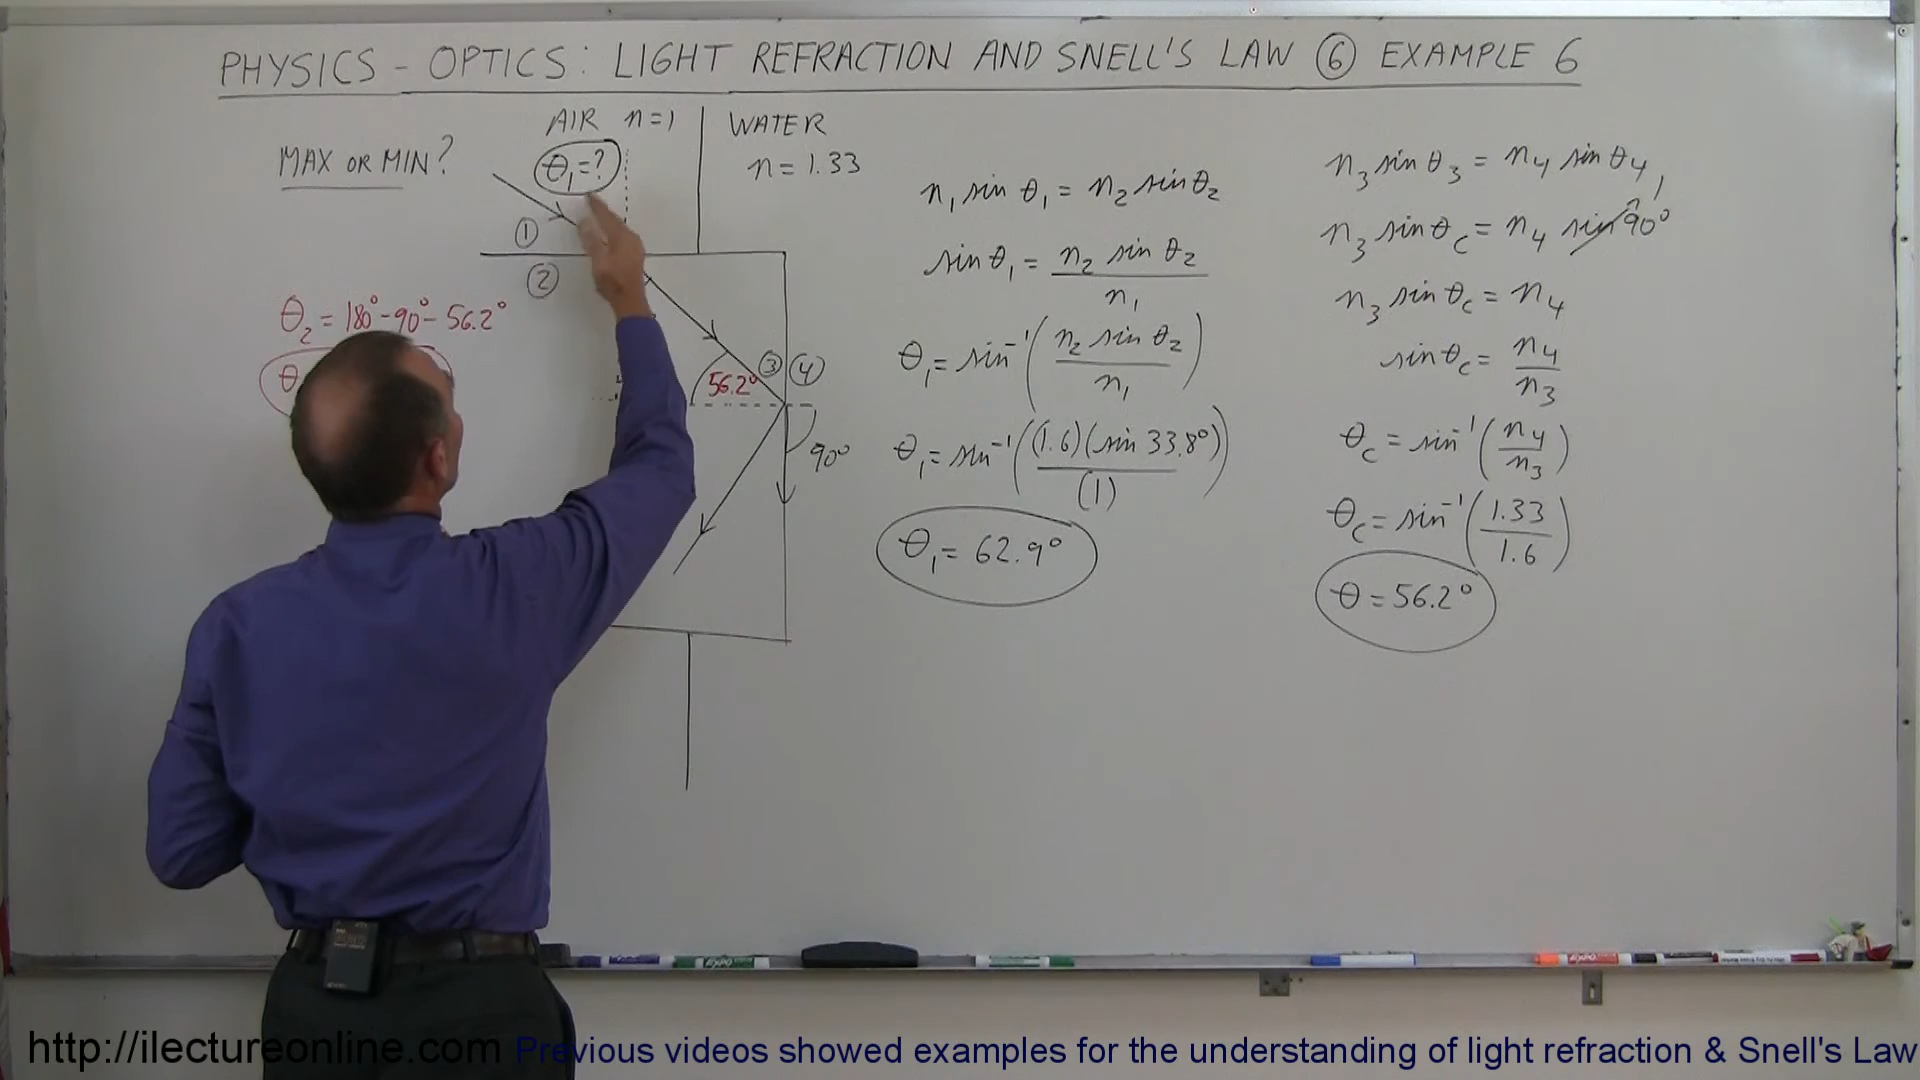 PHYSICS - OPTICS: LIGHT REFRACTION AND SNELL'S LAW ⑥ EXAMPLE 6
MAX OR MIN?
AIR n=1
θ₁=?
WATER
n=1.33
①
②
θ₂ = 180° - 90° - 56.2°
θ
③
④
56.2°
90°
n₁ sin θ₁ = n₂ sin θ₂
sin θ₁ = n₂ sin θ₂ / n₁
θ₁ = sin⁻¹ (n₂ sin θ₂ / n₁)
θ₁ = sin⁻¹ ((1.6)(sin 33.8°) / (1))
θ₁ = 62.9°
n₃ sin θ₃ = n₄ sin θ₄
n₃ sin θc = n₄ sin 90° 1
n₃ sin θc = n₄
sin θc = n₄ / n₃
θc = sin⁻¹ (n₄ / n₃)
θc = sin⁻¹ (1.33 / 1.6)
θ = 56.2°
EXPO
http://ilectureonline.com Previous videos showed examples for the understanding of light refraction & Snell's Law